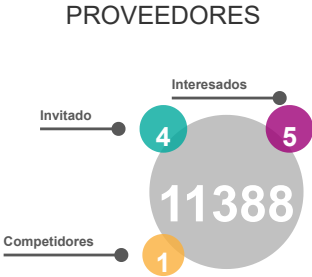 PROVEEDORES
Interesados
5
Invitado
4
11388
Competidores
1